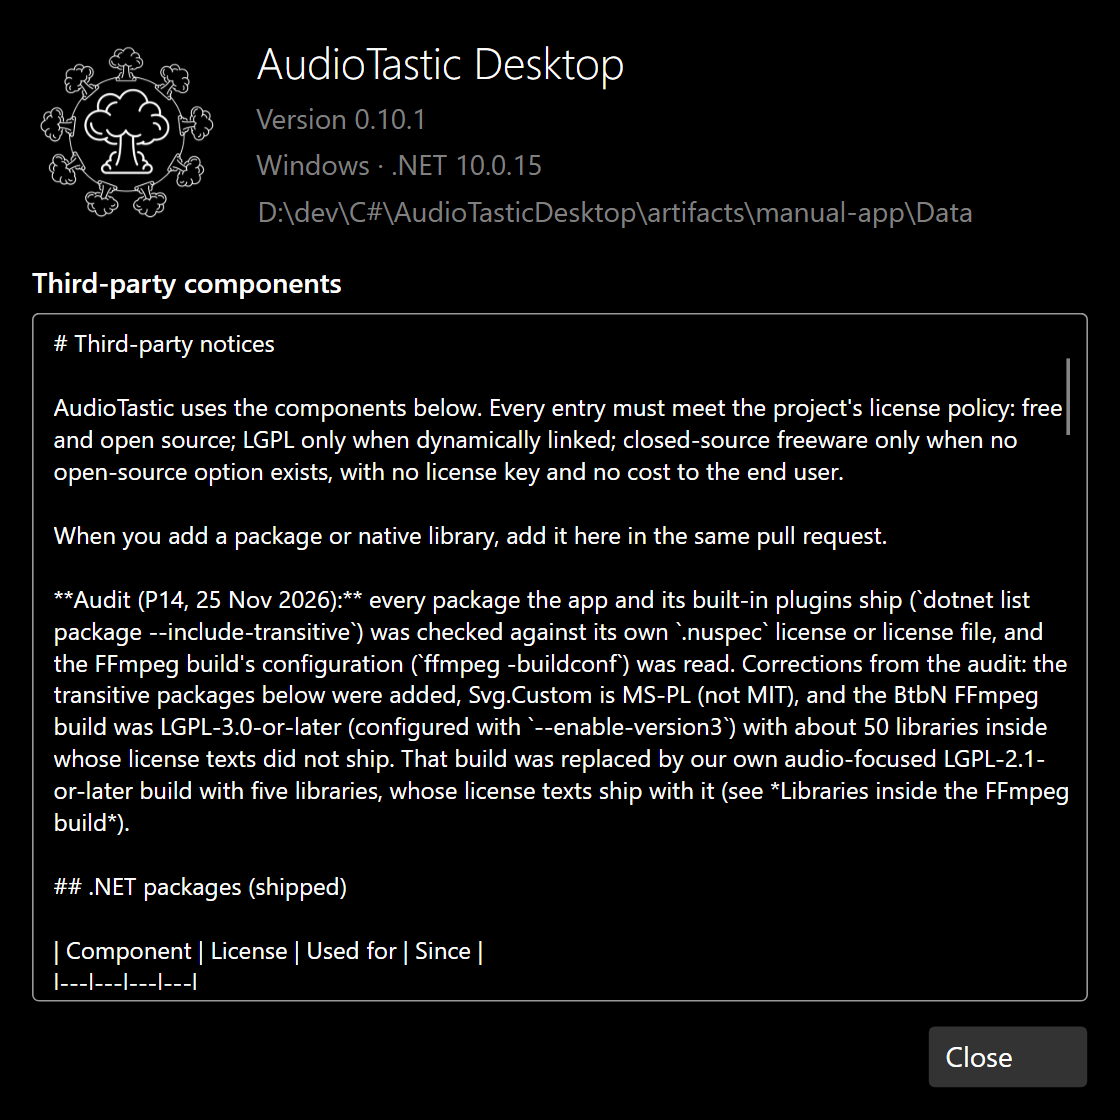 AudioTastic Desktop
Version 0.10.1
Windows · .NET 10.0.15
D:\dev\C#\AudioTasticDesktop\artifacts\manual-app\Data
Third-party components
# Third-party notices
AudioTastic uses the components below. Every entry must meet the project's license policy: free
and open source; LGPL only when dynamically linked; closed-source freeware only when no
open-source option exists, with no license key and no cost to the end user.
When you add a package or native library, add it here in the same pull request.
**Audit (P14, 25 Nov 2026):** every package the app and its built-in plugins ship (`dotnet list
package --include-transitive`) was checked against its own `.nuspec` license or license file, and
the FFmpeg build's configuration (`ffmpeg -buildconf`) was read. Corrections from the audit: the
transitive packages below were added, Svg.Custom is MS-PL (not MIT), and the BtbN FFmpeg
build was LGPL-3.0-or-later (configured with `--enable-version3`) with about 50 libraries inside
whose license texts did not ship. That build was replaced by our own audio-focused LGPL-2.1-
or-later build with five libraries, whose license texts ship with it (see *Libraries inside the FFmpeg
build*).
## .NET packages (shipped)
| Component | License | Used for | Since |
|---|---|---|---|
Close